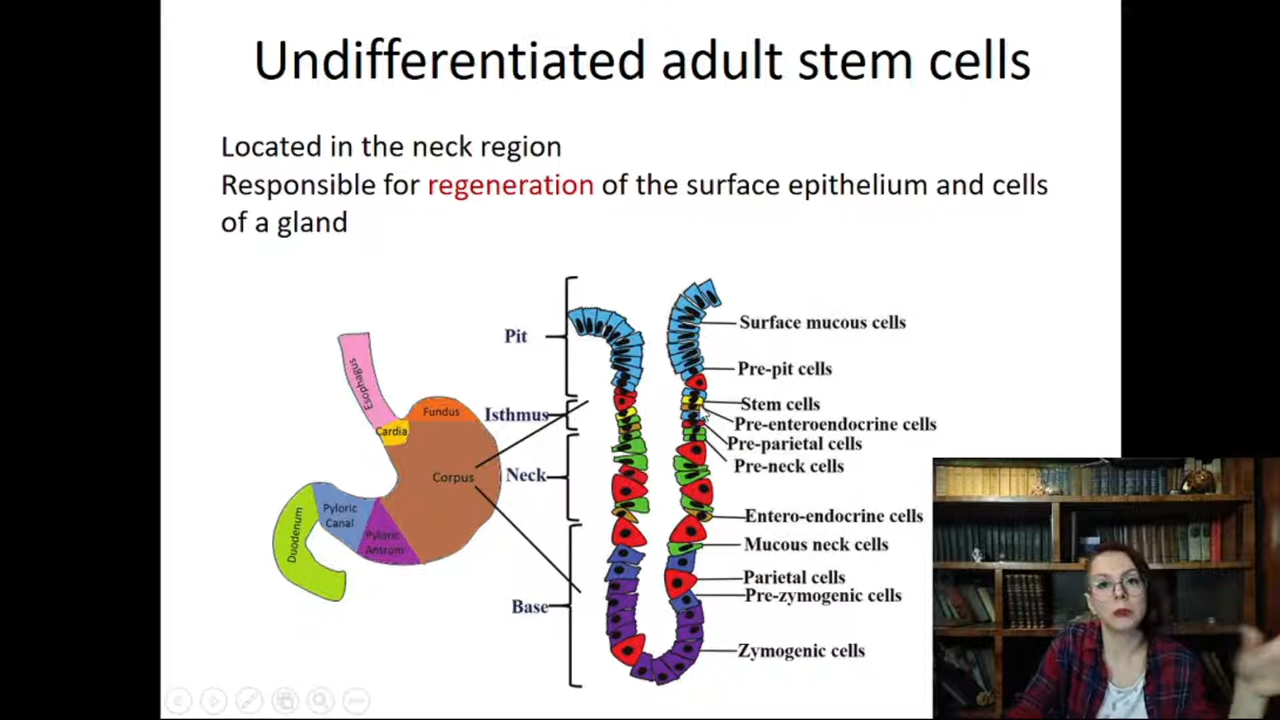 Undifferentiated adult stem cells
Located in the neck region
Responsible for regeneration of the surface epithelium and cells
of a gland
Esophagus
Cardia
Fundus
Corpus
Pyloric
Canal
Pyloric
Antrum
Duodenum
Pit
Isthmus
Neck
Base
Surface mucous cells
Pre-pit cells
Stem cells
Pre-enteroendocrine cells
Pre-parietal cells
Pre-neck cells
Entero-endocrine cells
Mucous neck cells
Parietal cells
Pre-zymogenic cells
Zymogenic cells